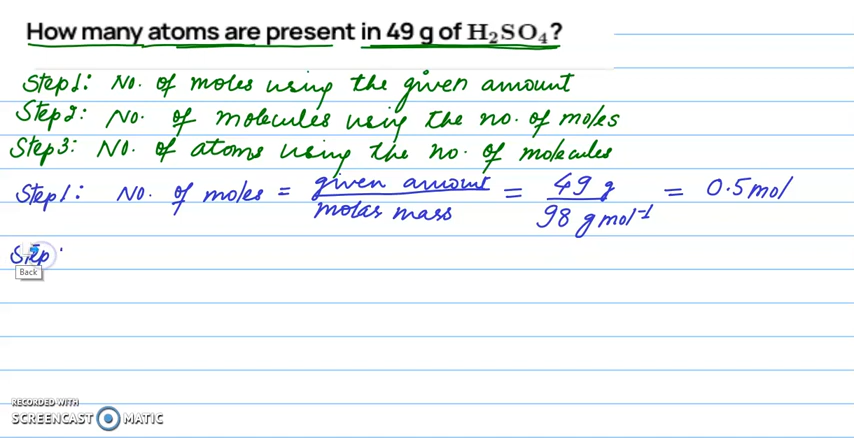 How many atoms are present in 49 g of H₂SO₄?
Step1: No. of moles using the given amount
Step2: No. of molecules using the no. of moles
Step3: No. of atoms using the no. of molecules
Step1: No. of moles = given amount / molar mass = 49 g / 98 g mol⁻¹ = 0.5 mol
Step
Back
RECORDED WITH
SCREENCAST MATIC